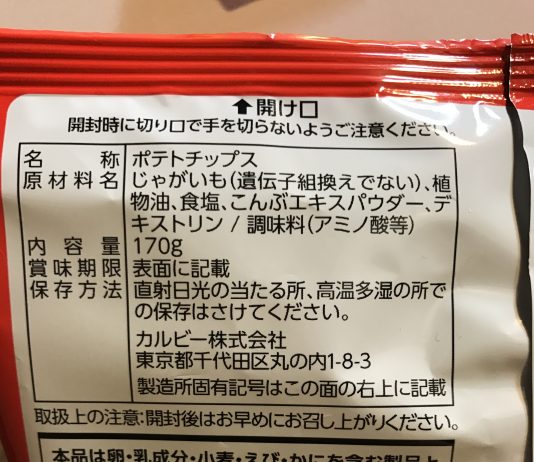 ⬆開け口
開封時に切り口で手を切らないようご注意ください。
名称 ポテトチップス
原材料名 じゃがいも(遺伝子組換えでない)、植
物油、食塩、こんぶエキスパウダー、デ
キストリン / 調味料(アミノ酸等)
内容量 170g
賞味期限 表面に記載
保存方法 直射日光の当たる所、高温多湿の所で
の保存はさけてください。
カルビー株式会社
東京都千代田区丸の内1-8-3
製造所固有記号はこの面の右上に記載
取扱上の注意:開封後はお早めにお召し上がりください。
本品は卵・乳成分・小麦・えび・かにを含む製品と